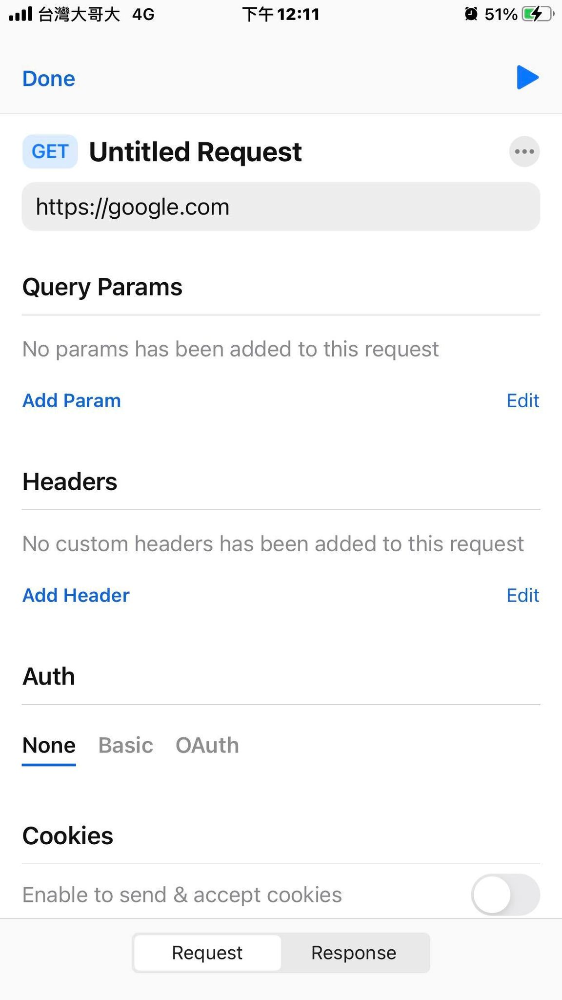 台灣大哥大 4G 下午12:11 51%
Done
GET Untitled Request
https://google.com
Query Params
No params has been added to this request
Add Param Edit
Headers
No custom headers has been added to this request
Add Header Edit
Auth
None Basic OAuth
Cookies
Enable to send & accept cookies
Request Response